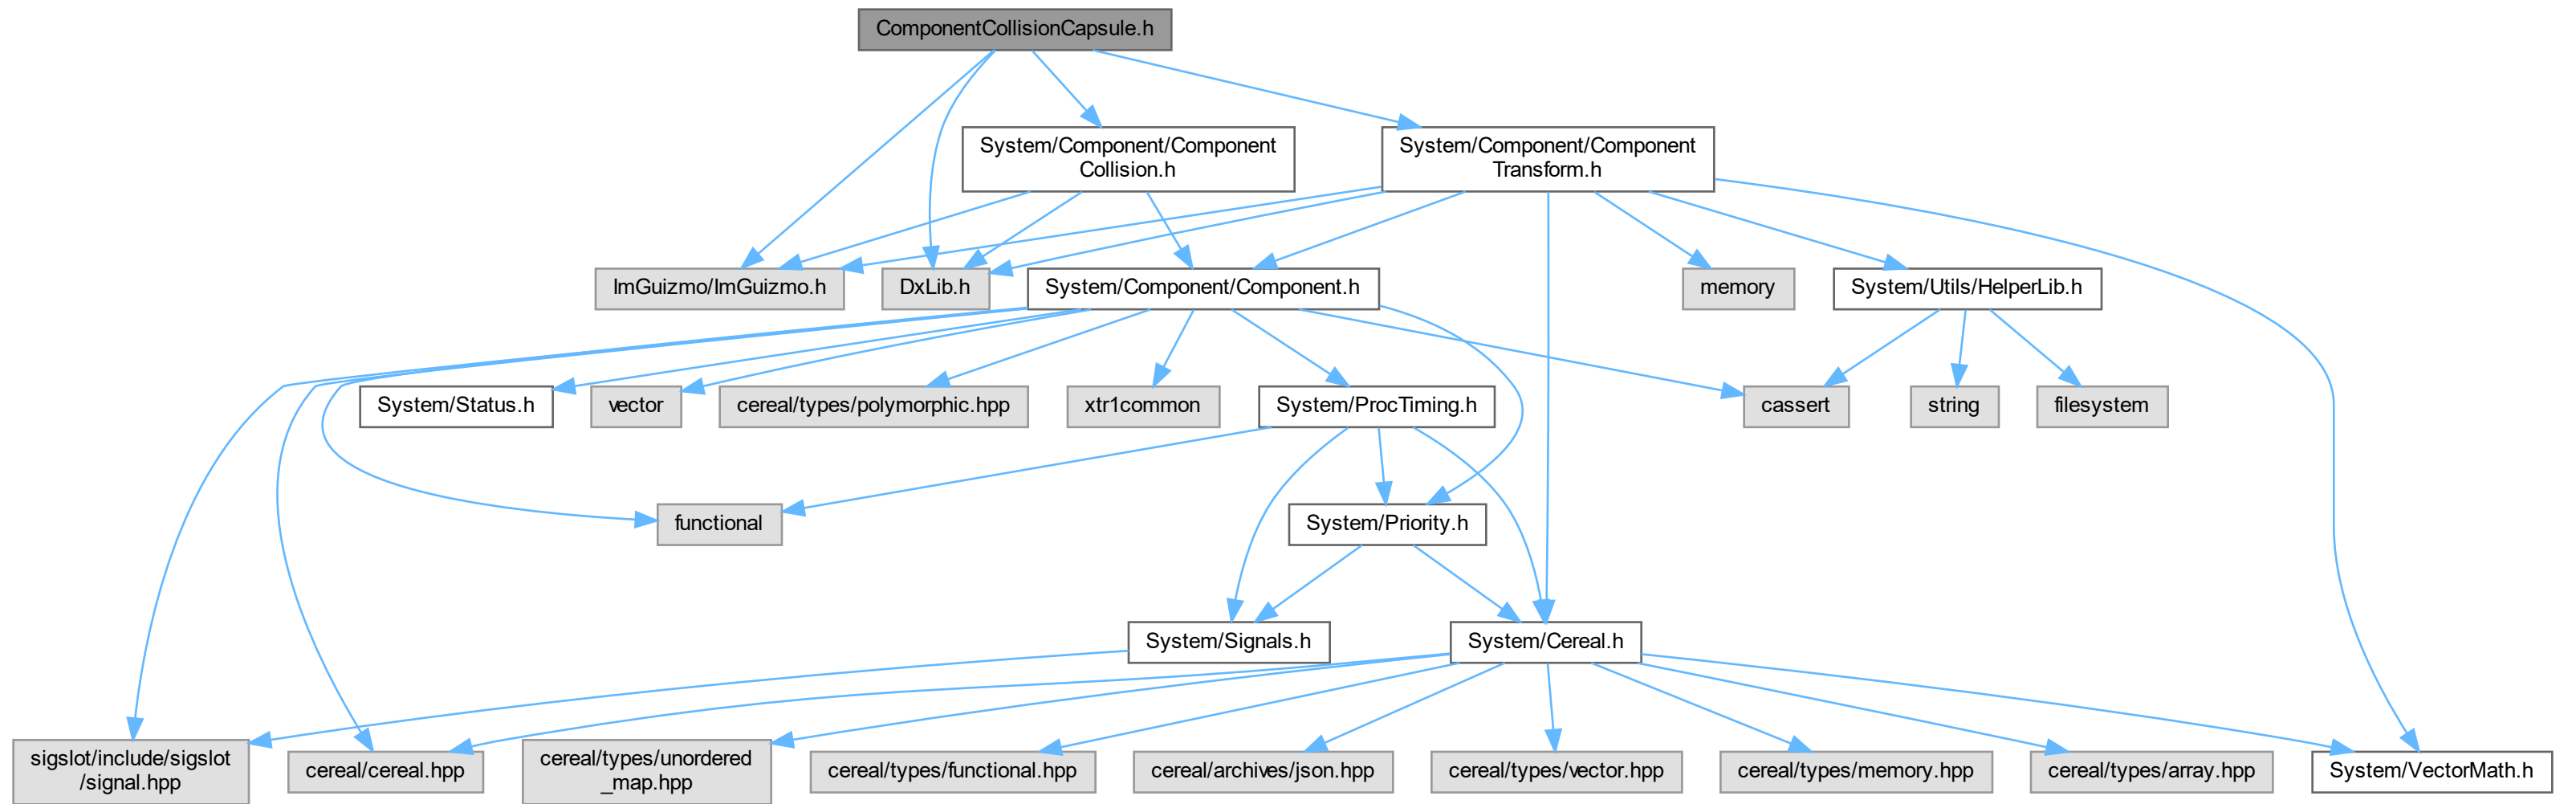 ComponentCollisionCapsule.h
System/Component/Component
Collision.h
System/Component/Component
Transform.h
ImGuizmo/ImGuizmo.h
DxLib.h
System/Component/Component.h
memory
System/Utils/HelperLib.h
System/Status.h
vector
cereal/types/polymorphic.hpp
xtr1common
System/ProcTiming.h
cassert
string
filesystem
functional
System/Priority.h
System/Signals.h
System/Cereal.h
sigslot/include/sigslot
/signal.hpp
cereal/cereal.hpp
cereal/types/unordered
_map.hpp
cereal/types/functional.hpp
cereal/archives/json.hpp
cereal/types/vector.hpp
cereal/types/memory.hpp
cereal/types/array.hpp
System/VectorMath.h